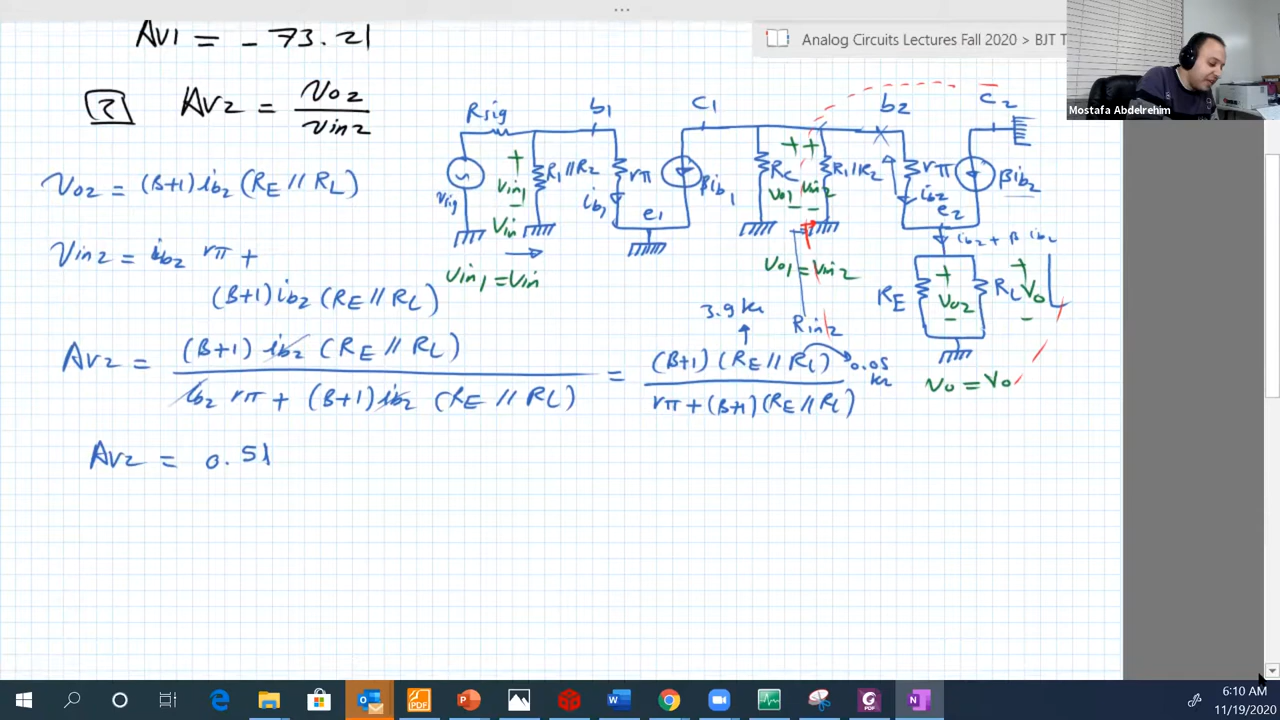 Analog Circuits Lectures Fall 2020 > BJT T
Mostafa Abdelrehim
Av1 = - 73.21
2 Av2 = Vo2 / Vin2
Vo2 = (B+1) ib2 (RE // RL)
Vin2 = ib2 rπ +
(B+1) ib2 (RE // RL)
Av2 = (B+1) ib2 (RE // RL) / ib2 rπ + (B+1) ib2 (RE // RL) = (B+1) (RE // RL) / rπ + (B+1) (RE // RL)
3.9 kΩ
0.05
kΩ
Av2 = 0.51
Rsig
b1
C1
b2
C2
Vsig
+
Vin1
-
Vin
R1 // R2
rπ
ib1
e1
βib1
Vin1 = Vin
Rc
+ +
Vo1 Vin2
- -
R1 // R2
Vo1 = Vin2
Rin2
rπ
ib2
e2
βib2
ib2 + β ib2
RE
+
Vo2
-
RL
+
Vo
-
Vo = Vo
6:10 AM
11/19/2020